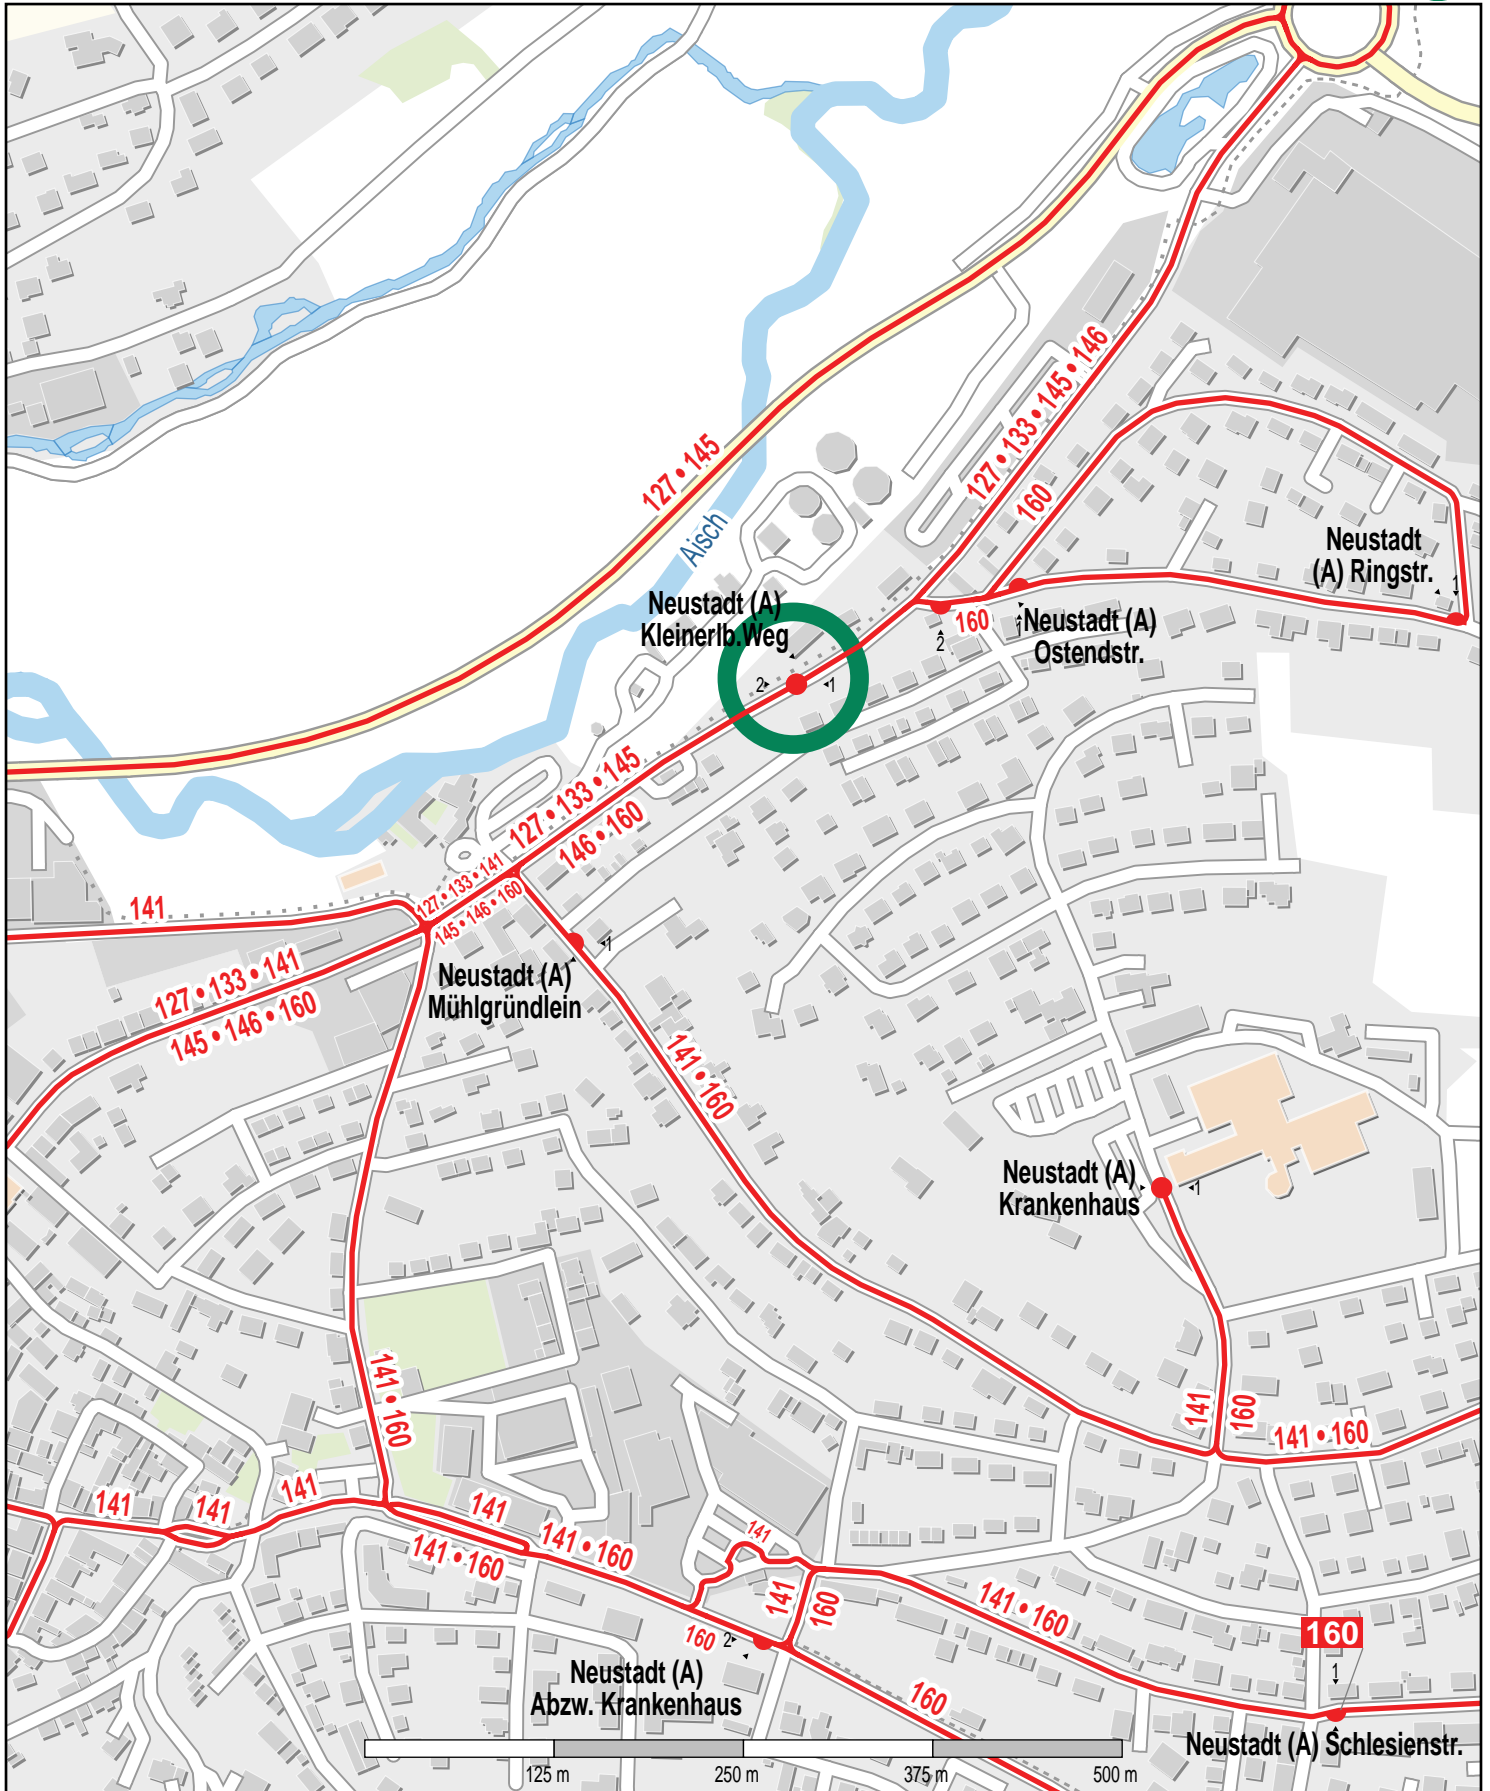 127 • 133 • 145 • 146
127 • 145
160
Aisch
Neustadt
(A) Ringstr.
1
Neustadt (A)
Kleinerlb.Weg
160
2
1
Neustadt (A)
Ostendstr.
2
1
127 • 133 • 145
146 • 160
127 • 133 • 141
145 • 146 • 160
141
1
Neustadt (A)
Mühlgründlein
127 • 133 • 141
145 • 146 • 160
141 • 160
Neustadt (A)
Krankenhaus
1
141 • 160
141
160
141 • 160
141
141
141
141
141 • 160
141 • 160
141
141
160
141 • 160
160
2
Neustadt (A)
Abzw. Krankenhaus
160
160
1
Neustadt (A) Schlesienstr.
125 m
250 m
375 m
500 m